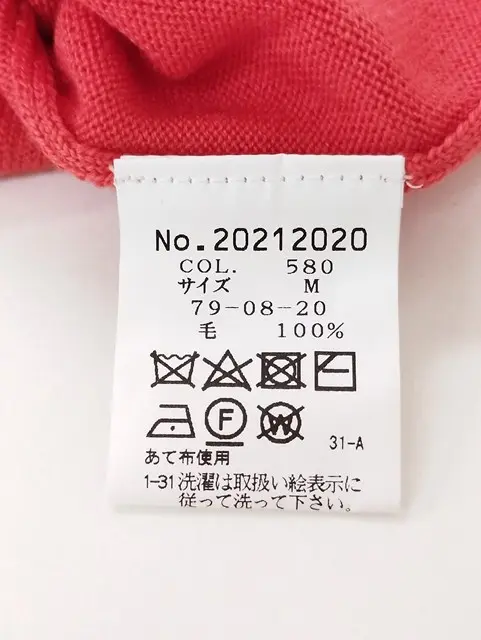 No.20212020
COL. 580
サイズ M
79-08-20
毛 100%
F W
31-A
あて布使用
1-31 洗濯は取扱い絵表示に
従って洗って下さい。